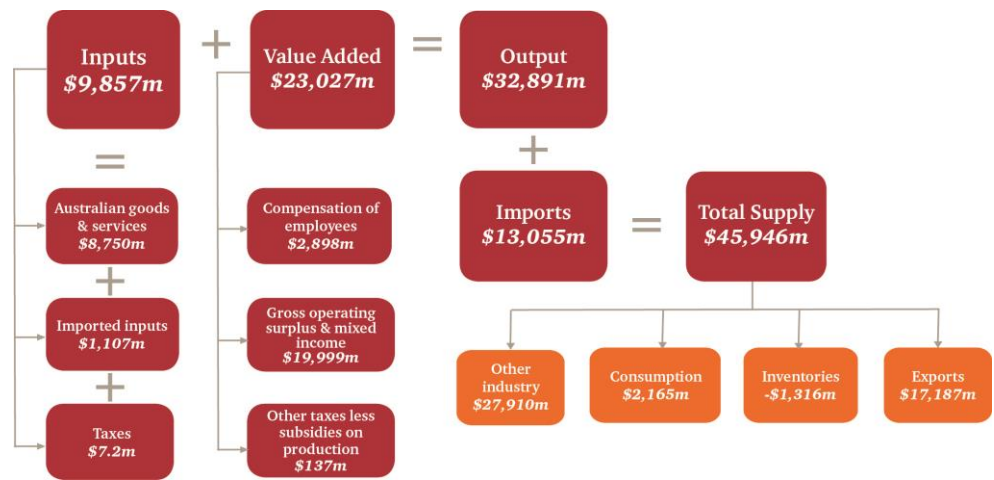 Inputs
$9,857m
+
Value Added
$23,027m
=
Output
$32,891m
=
+
Australian goods
& services
$8,750m
Compensation of
employees
$2,898m
Imports
$13,055m
=
Total Supply
$45,946m
+
Imported inputs
$1,107m
Gross operating
surplus & mixed
income
$19,999m
+
Taxes
$7.2m
Other taxes less
subsidies on
production
$137m
Other
industry
$27,910m
Consumption
$2,165m
Inventories
-$1,316m
Exports
$17,187m